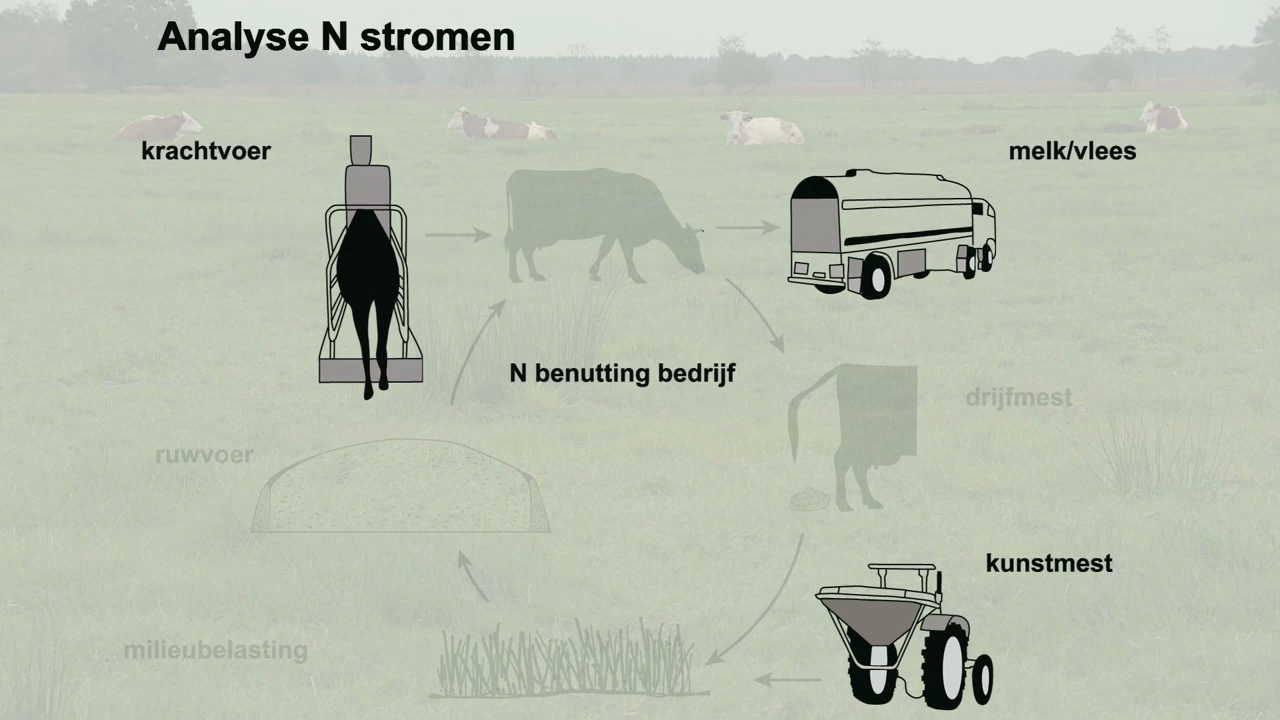 Analyse N stromen
krachtvoer
melk/vlees
N benutting bedrijf
drijfmest
ruwvoer
kunstmest
milieubelasting